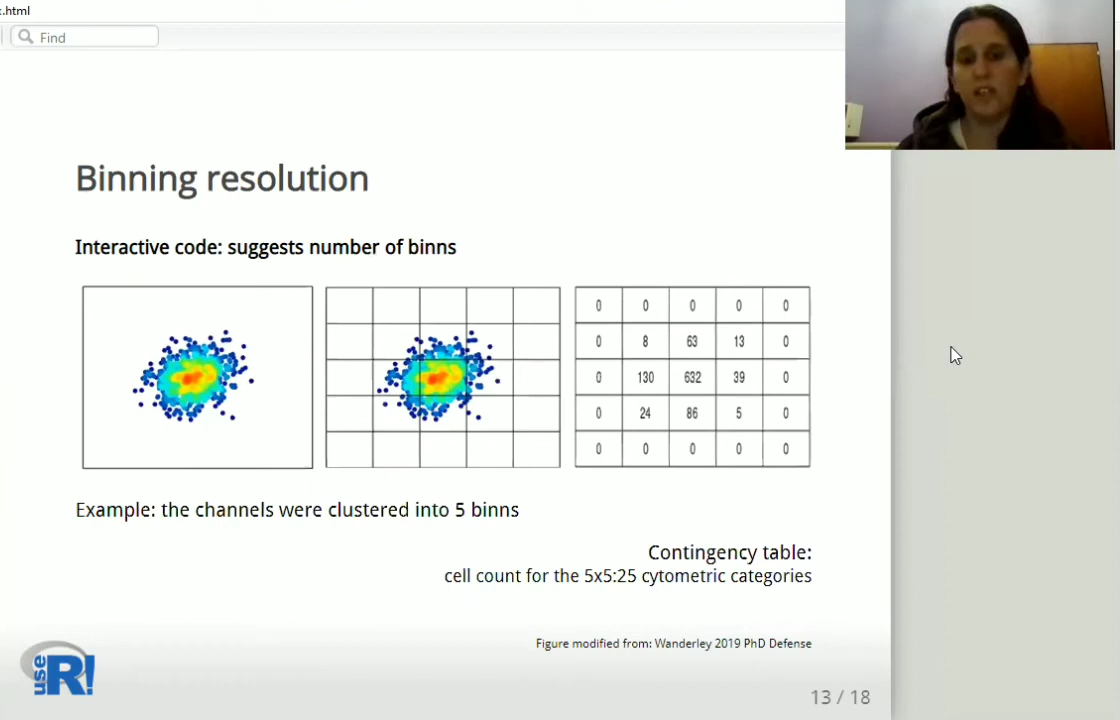 .html
Find
Binning resolution
Interactive code: suggests number of binns
0 0 0 0 0
0 8 63 13 0
0 130 632 39 0
0 24 86 5 0
0 0 0 0 0
Example: the channels were clustered into 5 binns
Contingency table:
cell count for the 5x5:25 cytometric categories
Figure modified from: Wanderley 2019 PhD Defense
use R!
13 / 18